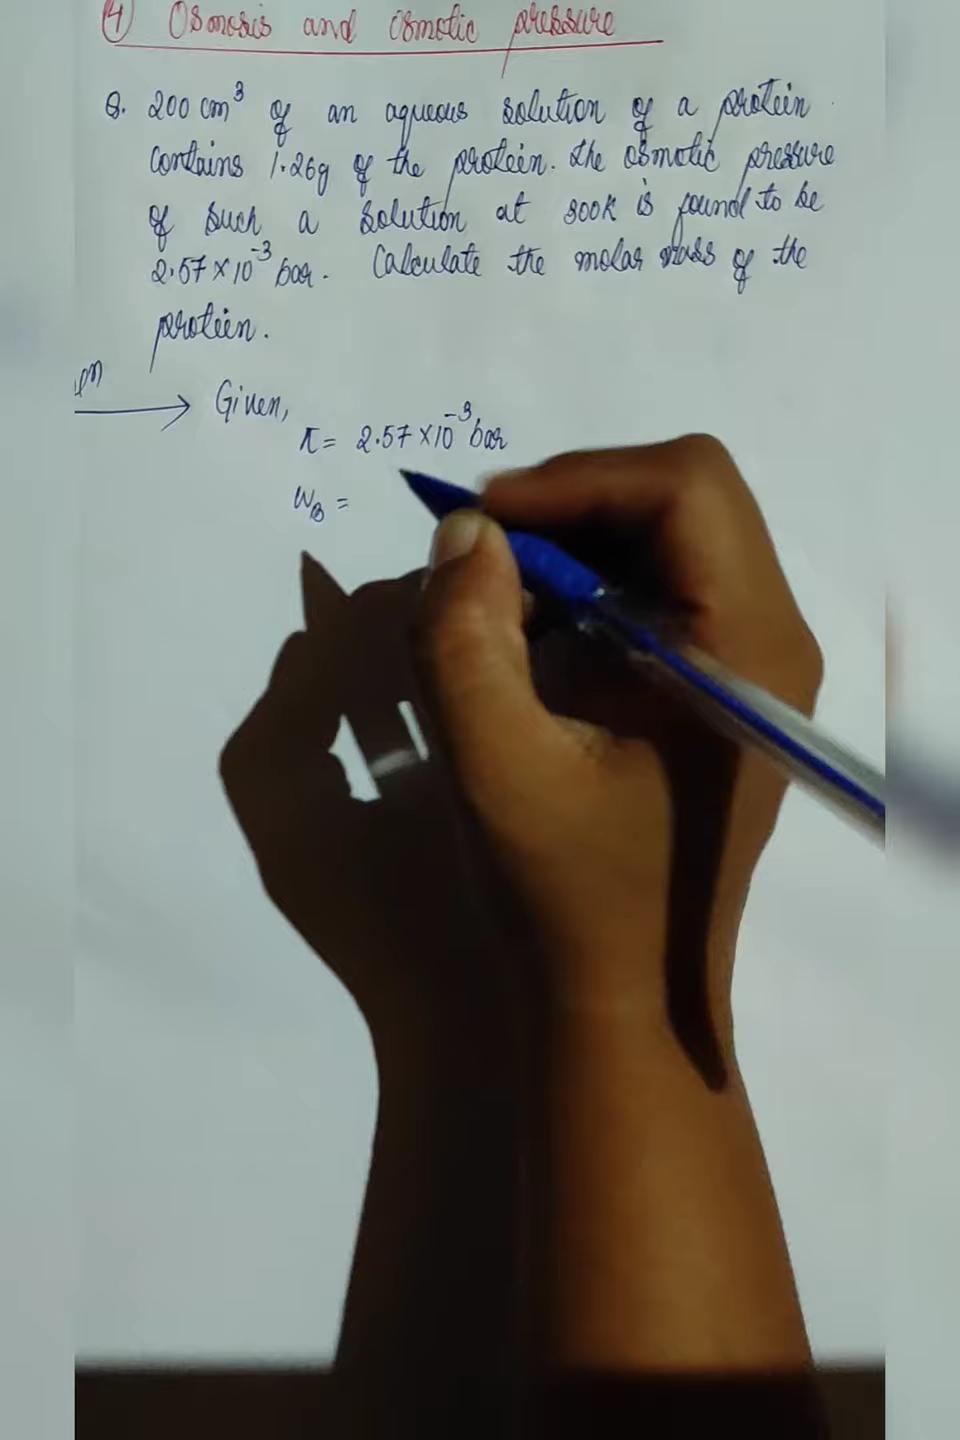 4 Osmosis and osmotic pressure
Q. 200 cm³ of an aqueous solution of a protein
contains 1.26g of the protein. The osmotic pressure
of such a solution at 300K is found to be
2.57 × 10⁻³ bar. Calculate the molar mass of the
protein.
Given,
π = 2.57 × 10⁻³ bar
W_B =